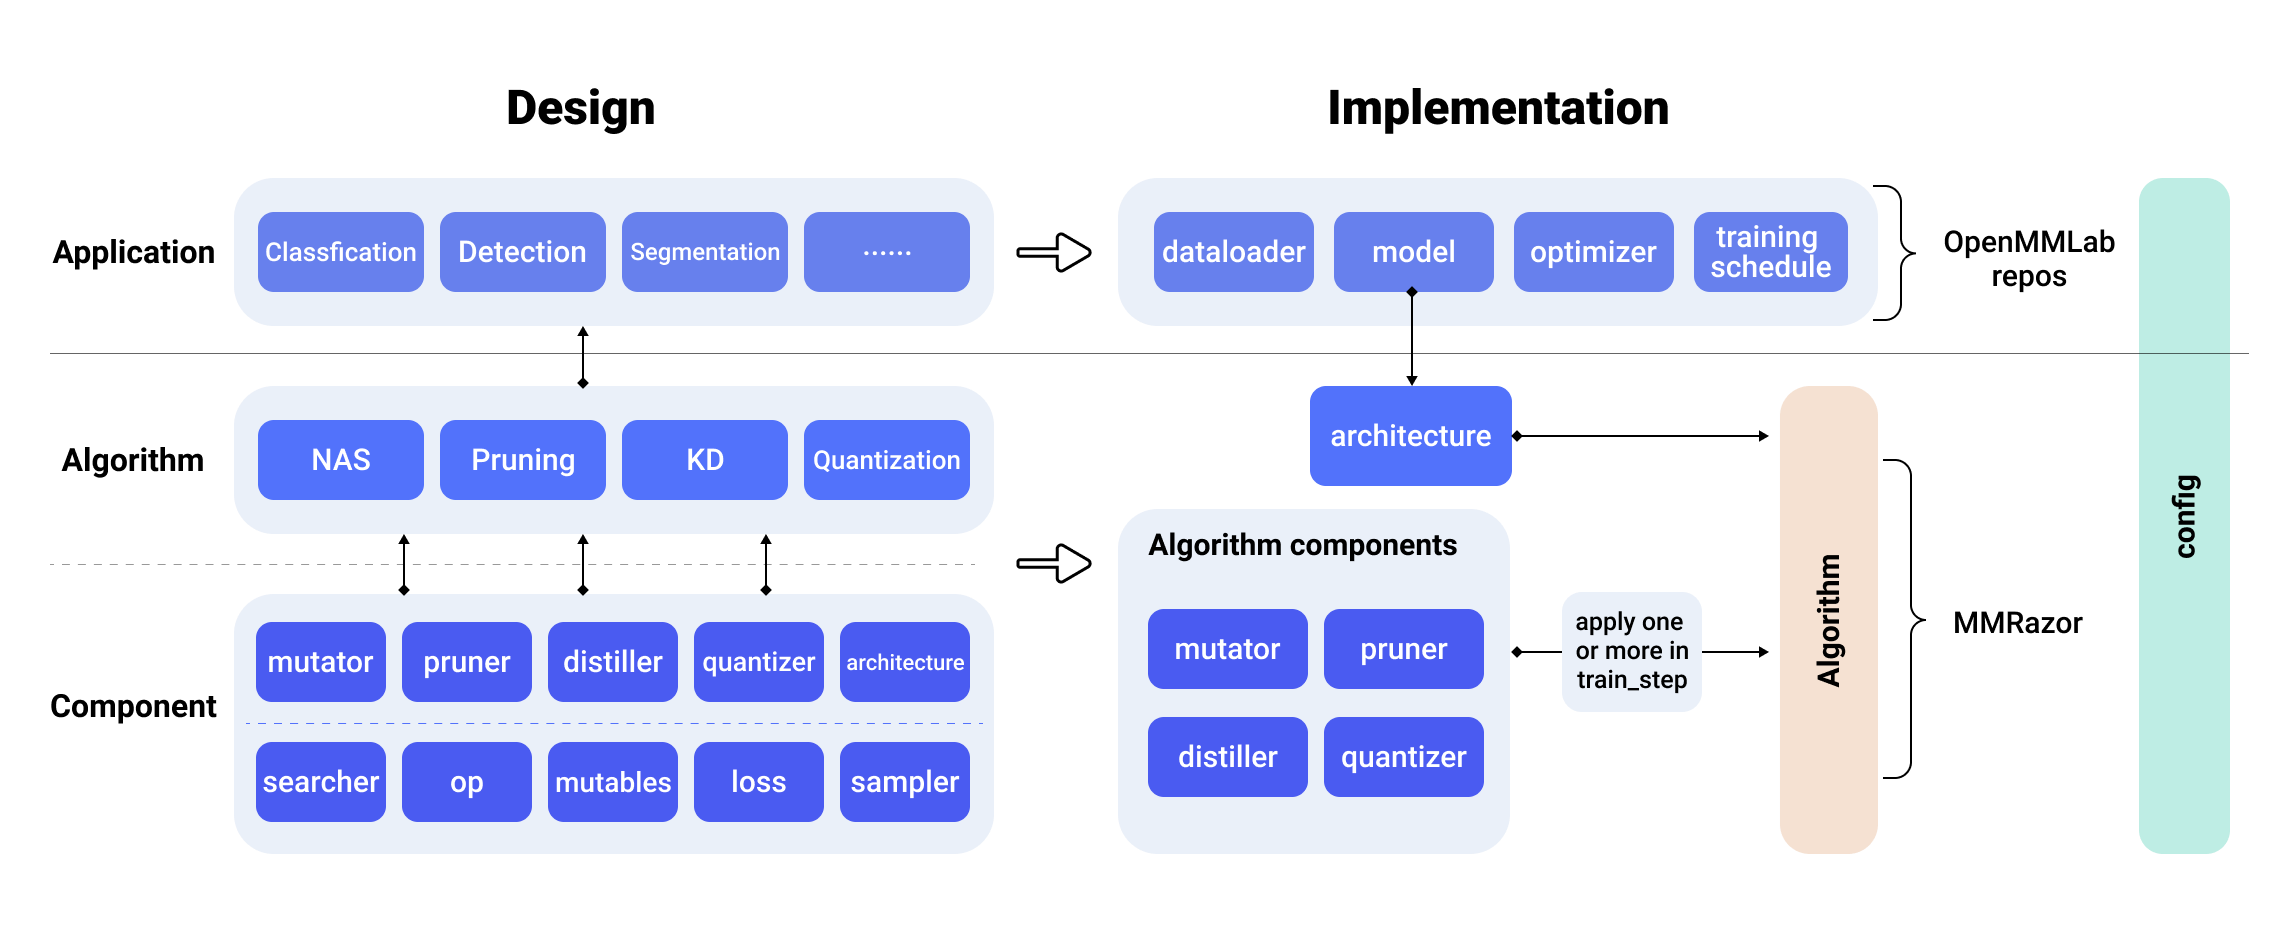 Design
Implementation
Application
Classfication
Detection
Segmentation
......
dataloader
model
optimizer
training
schedule
OpenMMLab
repos
Algorithm
NAS
Pruning
KD
Quantization
architecture
Algorithm components
mutator
pruner
distiller
quantizer
apply one
or more in
train_step
Algorithm
MMRazor
config
Component
mutator
pruner
distiller
quantizer
architecture
searcher
op
mutables
loss
sampler